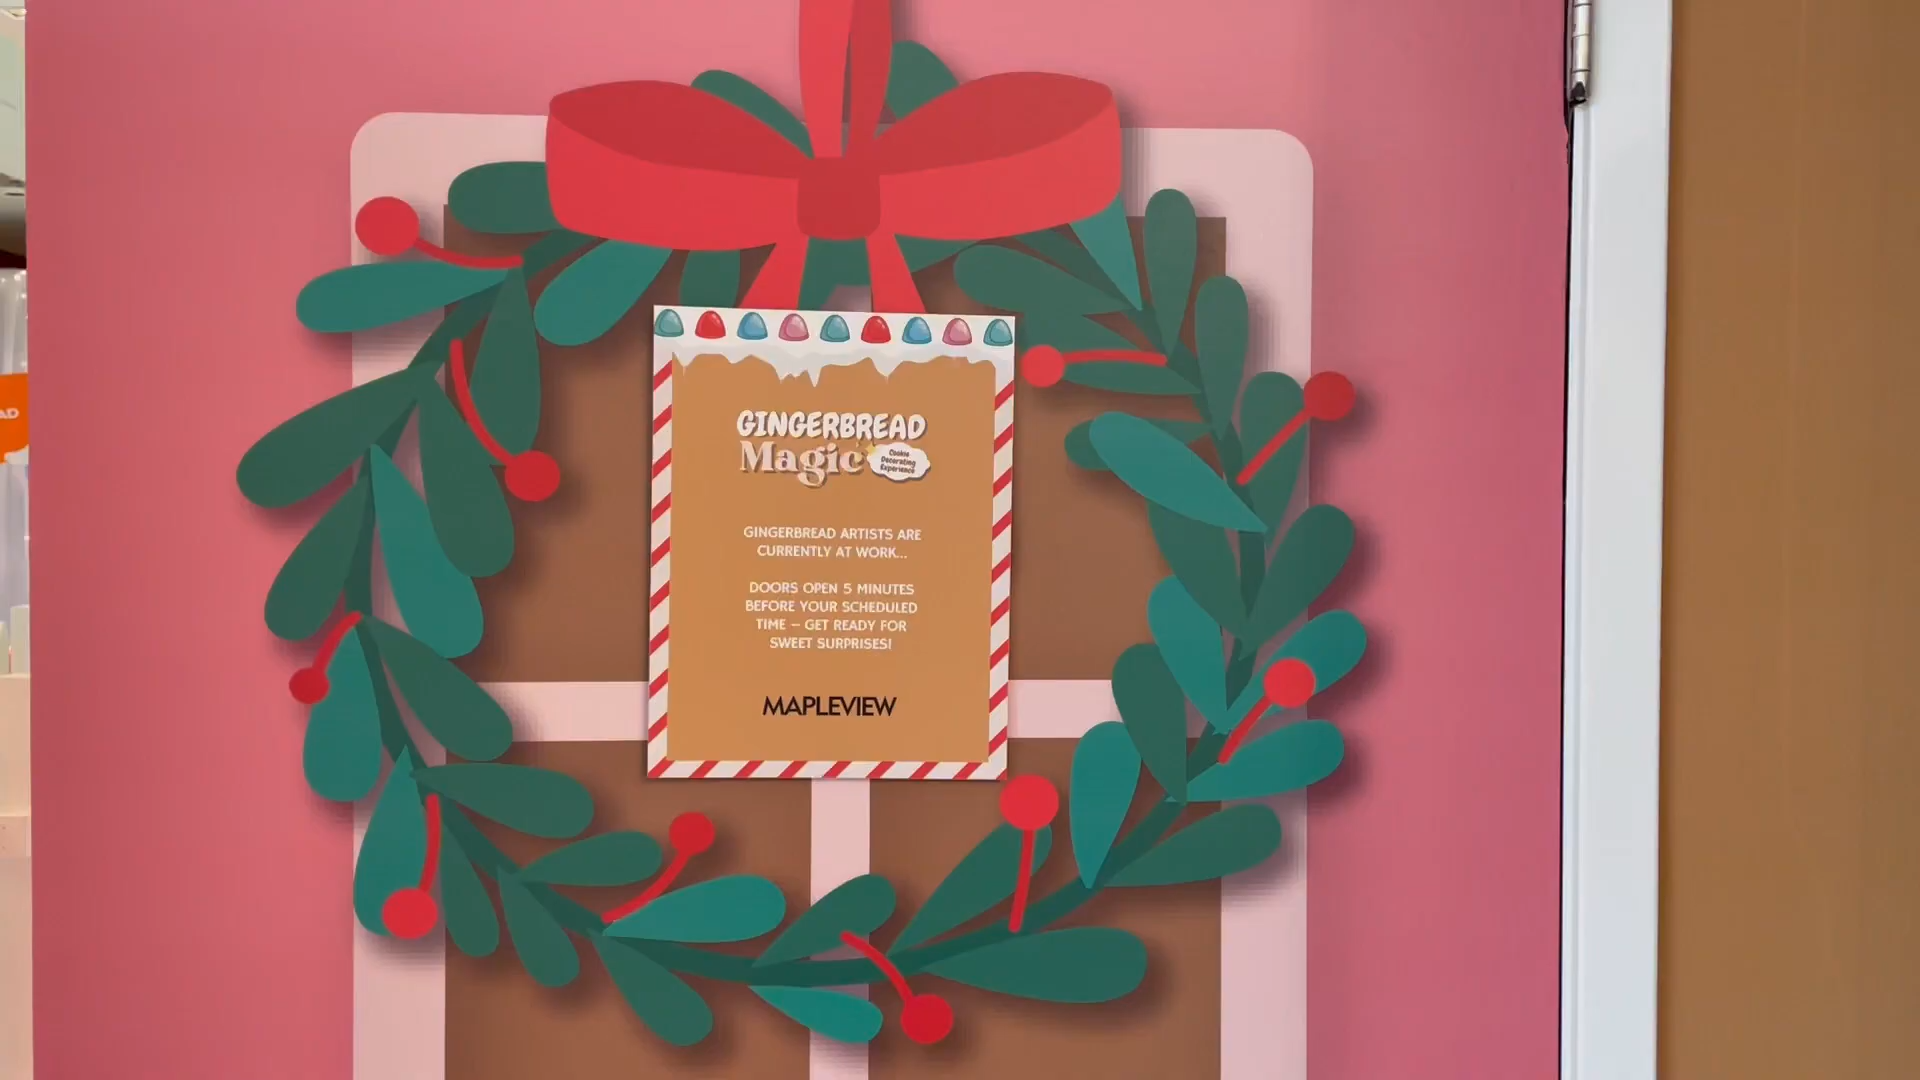 AD
GINGERBREAD
Magic
Cookie
Decorating
Experience
GINGERBREAD ARTISTS ARE
CURRENTLY AT WORK...
DOORS OPEN 5 MINUTES
BEFORE YOUR SCHEDULED
TIME – GET READY FOR
SWEET SURPRISES!
MAPLEVIEW